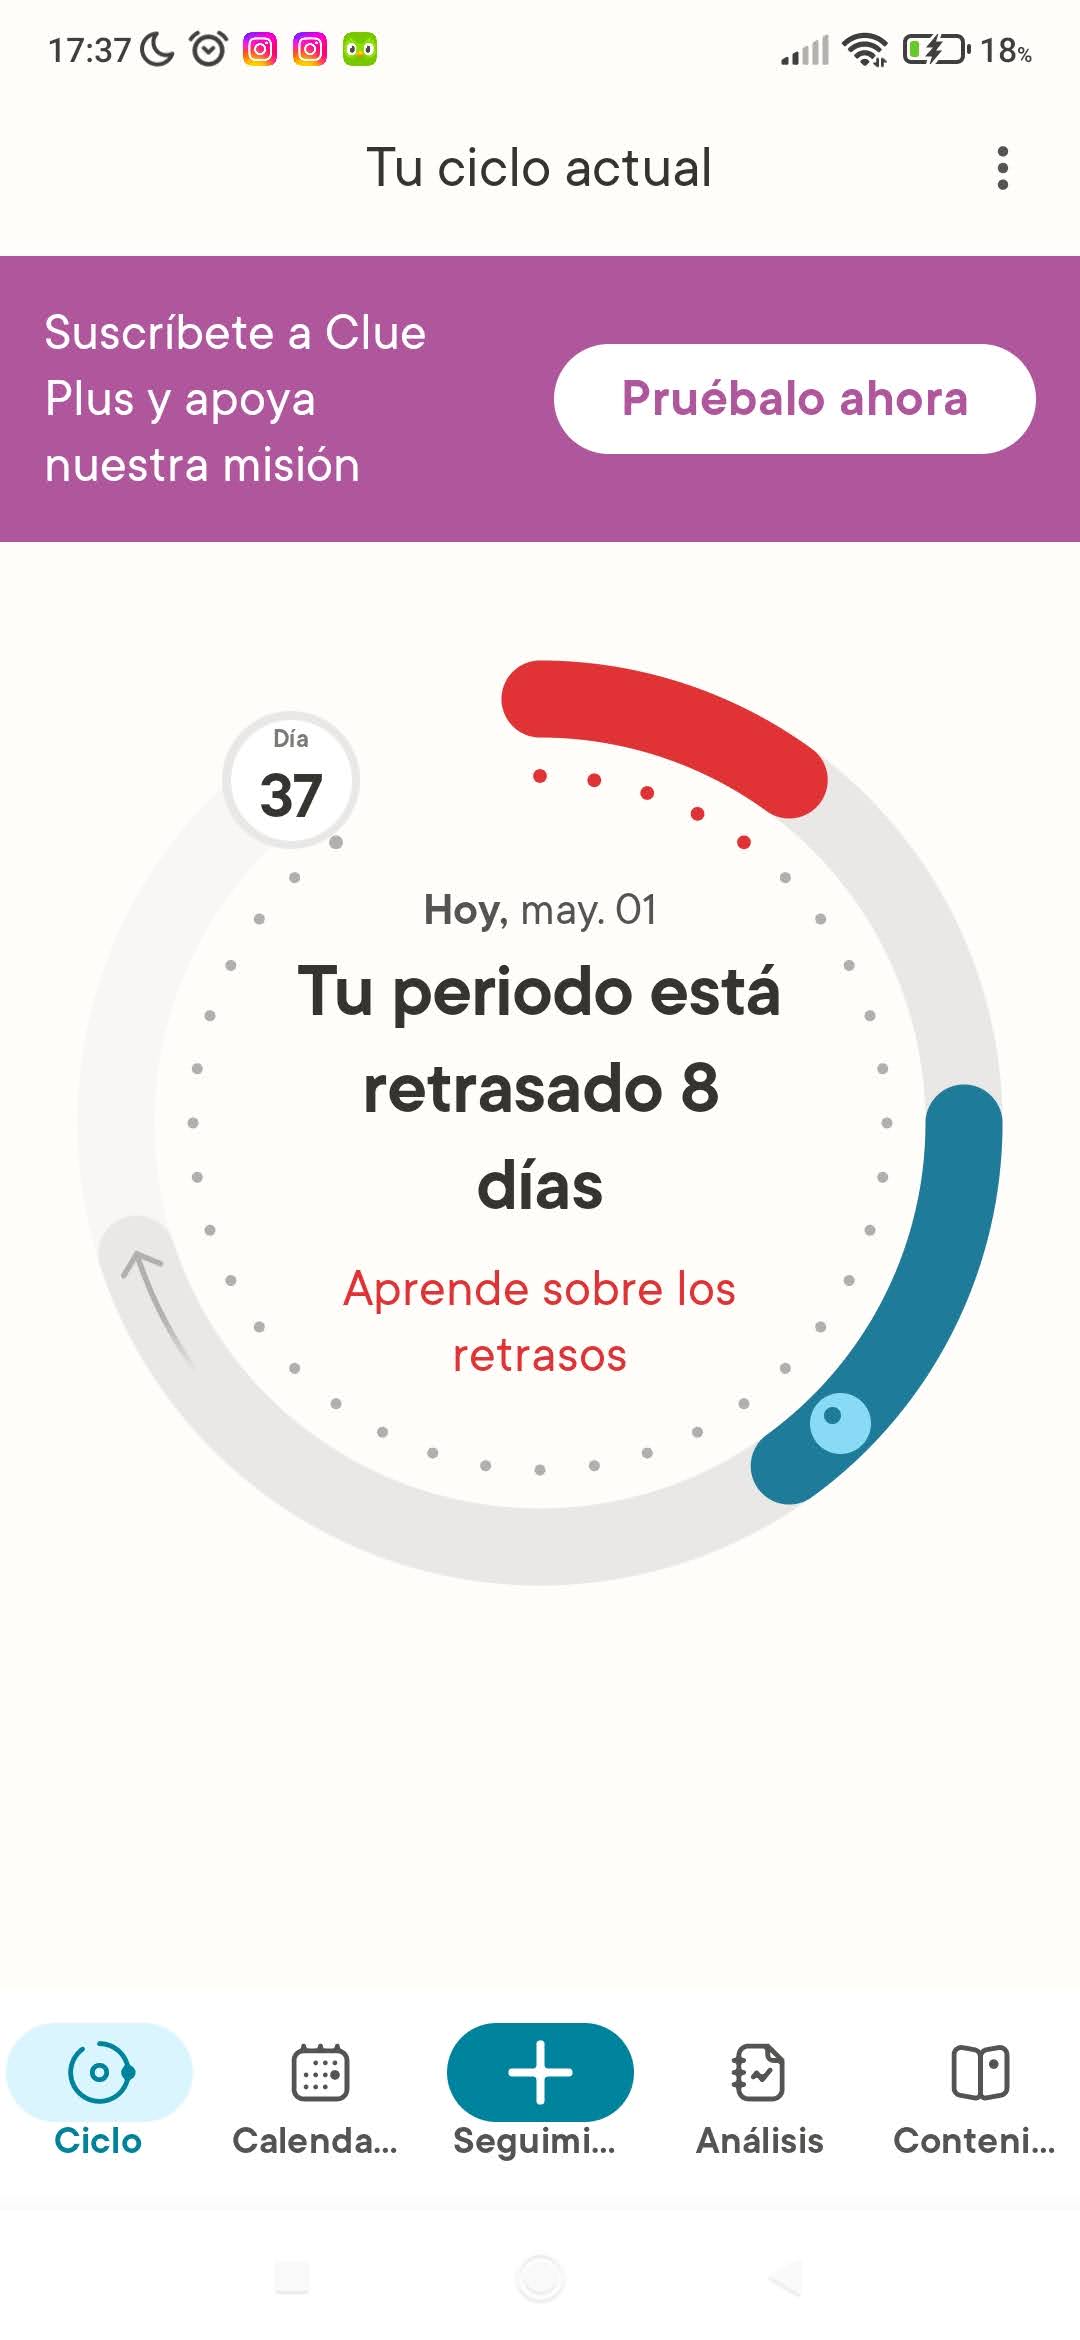 17:37
18%
Tu ciclo actual
Suscríbete a Clue
Plus y apoya
nuestra misión
Pruébalo ahora
Día
37
Hoy, may. 01
Tu periodo está
retrasado 8
días
Aprende sobre los
retrasos
Ciclo
Calenda...
Seguimi...
Análisis
Conteni...